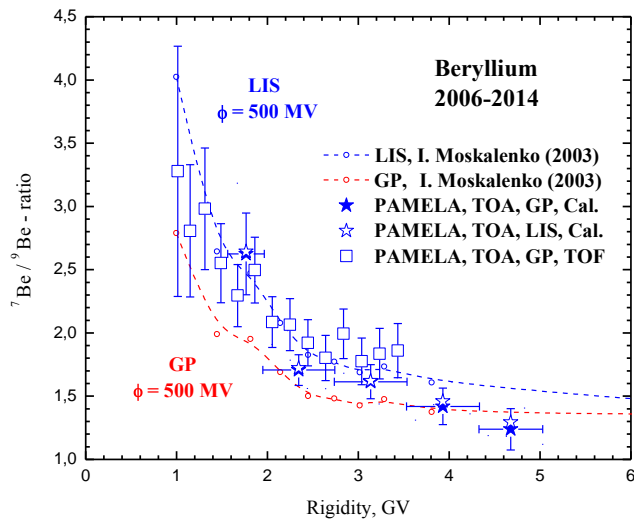 4,5
4,0
3,5
3,0
2,5
2,0
1,5
1,0
⁷Be / ⁹Be - ratio
0 1 2 3 4 5 6
Rigidity, GV
LIS
ϕ = 500 MV
Beryllium
2006-2014
LIS, I. Moskalenko (2003)
GP, I. Moskalenko (2003)
PAMELA, TOA, GP, Cal.
PAMELA, TOA, LIS, Cal.
PAMELA, TOA, GP, TOF
GP
ϕ = 500 MV